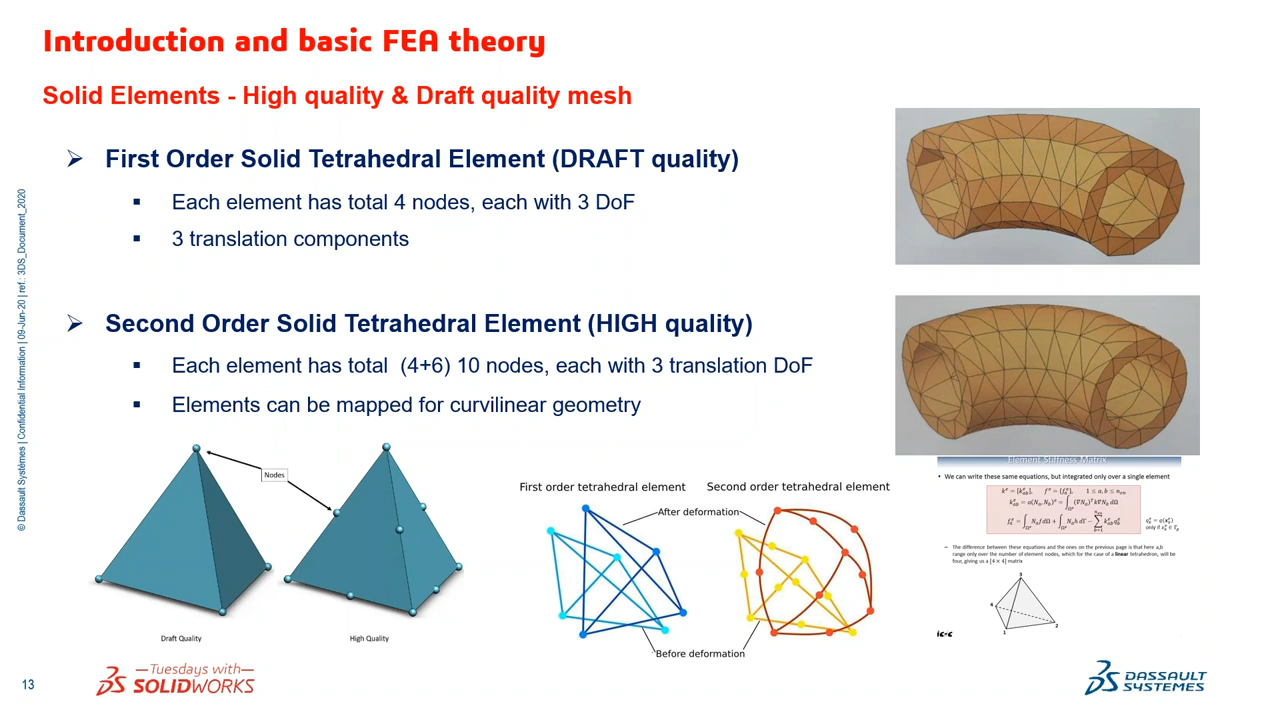 Introduction and basic FEA theory
Solid Elements - High quality & Draft quality mesh
➢ First Order Solid Tetrahedral Element (DRAFT quality)
▪ Each element has total 4 nodes, each with 3 DoF
▪ 3 translation components
➢ Second Order Solid Tetrahedral Element (HIGH quality)
▪ Each element has total (4+6) 10 nodes, each with 3 translation DoF
▪ Elements can be mapped for curvilinear geometry
Nodes
Draft Quality
High Quality
First order tetrahedral element
Second order tetrahedral element
After deformation
Before deformation
Element Stiffness Matrix
• We can write these same equations, but integrated only over a single element
– The difference between these equations and the ones on the previous page is that here a,b
range only over the number of element nodes, which for the case of a linear tetrahedron, will be
four, giving us a [4 × 4] matrix
3
4
2
1
© Dassault Systèmes | Confidential Information | 09-Jun-20 | ref.: 3DS_Document_2020
13
Tuesdays with
SOLIDWORKS
DASSAULT
SYSTEMES